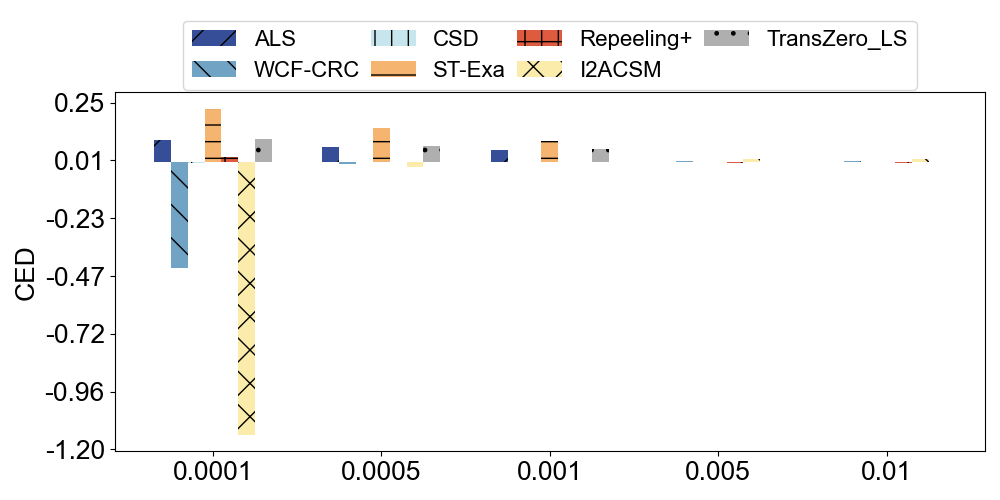 ALS CSD Repeeling+ TransZero_LS
WCF-CRC ST-Exa I2ACSM
0.25
0.01
-0.23
-0.47
-0.72
-0.96
-1.20
CED
0.0001 0.0005 0.001 0.005 0.01